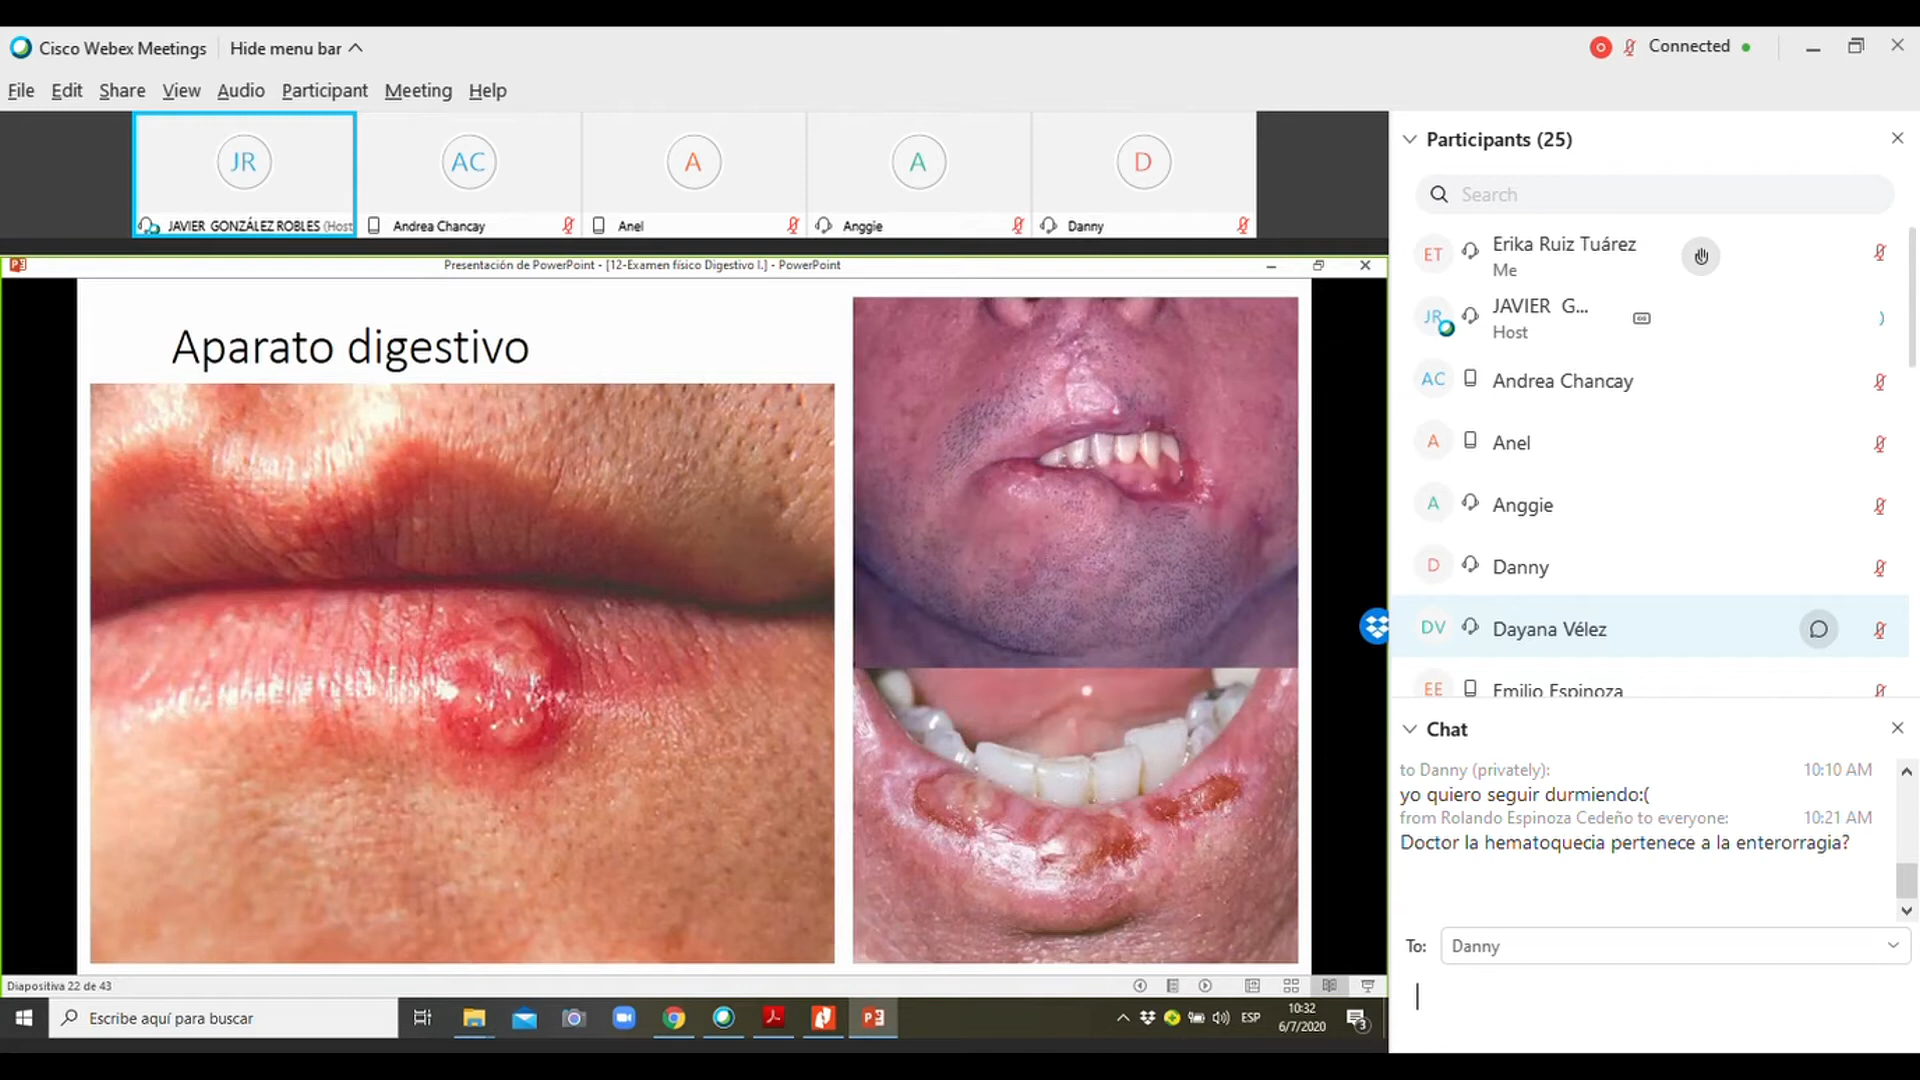 Cisco Webex Meetings
Hide menu bar
Connected
File Edit Share View Audio Participant Meeting Help
JR
AC
A
A
D
JAVIER GONZÁLEZ ROBLES (Host
Andrea Chancay
Anel
Anggie
Danny
Presentación de PowerPoint - [12-Examen físico Digestivo I.] - PowerPoint
Aparato digestivo
Diapositiva 22 de 43
Escribe aquí para buscar
ESP
10:32
6/7/2020
3
Participants (25)
Search
ET
Erika Ruiz Tuárez
Me
JR
JAVIER G...
Host
AC
Andrea Chancay
A
Anel
A
Anggie
D
Danny
DV
Dayana Vélez
EE
Emilio Espinoza
Chat
to Danny (privately): 10:10 AM
yo quiero seguir durmiendo:(
from Rolando Espinoza Cedeño to everyone: 10:21 AM
Doctor la hematoquecia pertenece a la enterorragia?
To: Danny